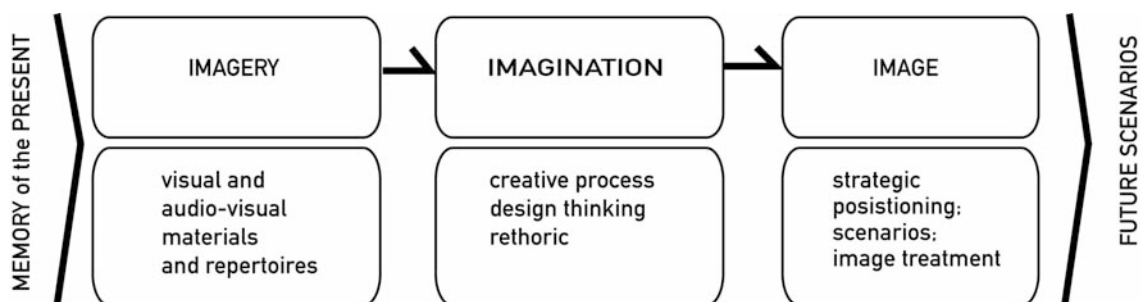 MEMORY of the PRESENT
IMAGERY
IMAGINATION
IMAGE
visual and
audio-visual
materials
and repertoires
creative process
design thinking
rethoric
strategic
posistioning;
scenarios;
image treatment
FUTURE SCENARIOS